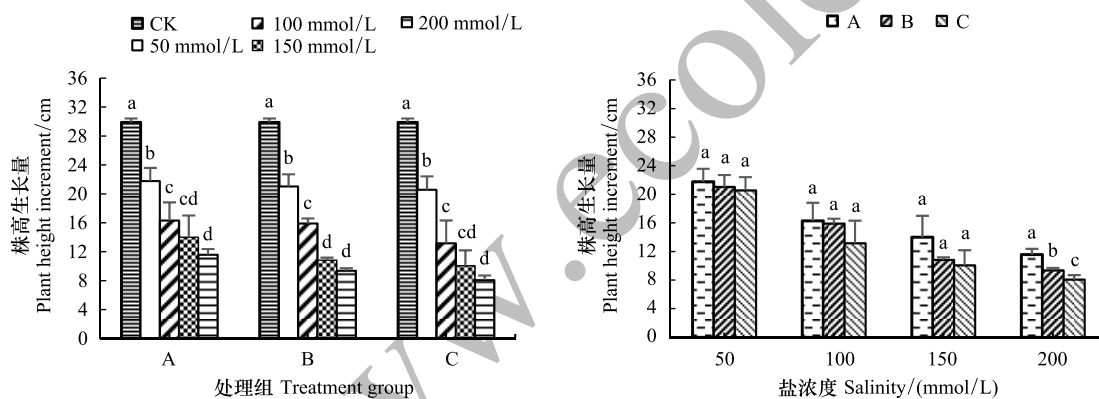 CK 100 mmol/L 200 mmol/L
50 mmol/L 150 mmol/L
株高生长量
Plant height increment/cm
36
32
28
24
20
16
12
8
4
0
a b c cd d
a b c d d
a b c cd d
A B C
处理组 Treatment group
A B C
株高生长量
Plant height increment/cm
36
32
28
24
20
16
12
8
4
0
a a a
a a a
a a a
a b c
50 100 150 200
盐浓度 Salinity/(mmol/L)
w.ecol